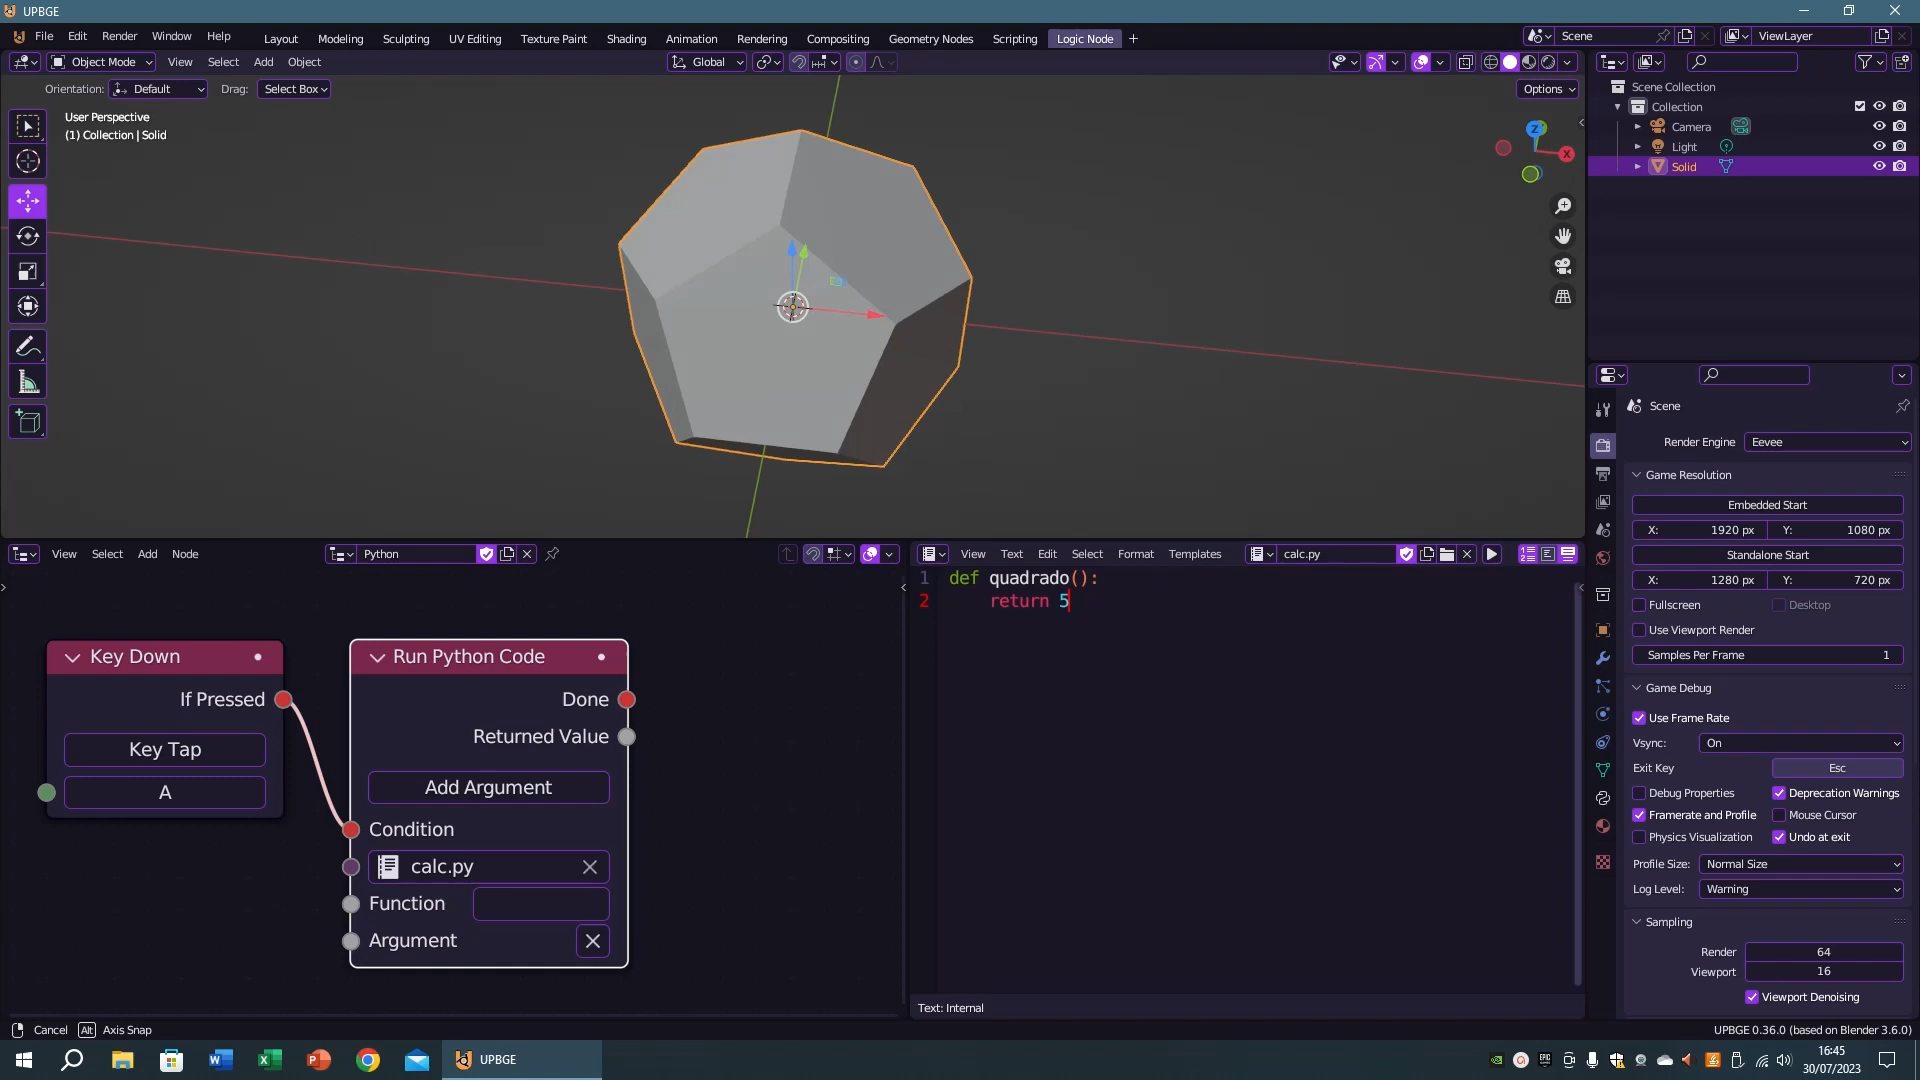 UPBGE
File Edit Render Window Help
Layout Modeling Sculpting UV Editing Texture Paint Shading Animation Rendering Compositing Geometry Nodes Scripting Logic Node +
Scene
ViewLayer
Object Mode View Select Add Object
Global
Orientation: Default Drag: Select Box
Options
User Perspective
(1) Collection | Solid
Z
X
Scene Collection
Collection
Camera
Light
Solid
Scene
Render Engine Eevee
Game Resolution
Embedded Start
X: 1920 px Y: 1080 px
Standalone Start
X: 1280 px Y: 720 px
Fullscreen Desktop
Use Viewport Render
Samples Per Frame 1
Game Debug
Use Frame Rate
Vsync: On
Exit Key Esc
Debug Properties Deprecation Warnings
Framerate and Profile Mouse Cursor
Physics Visualization Undo at exit
Profile Size: Normal Size
Log Level: Warning
Sampling
Render 64
Viewport 16
Viewport Denoising
View Select Add Node
Python
Key Down
If Pressed
Key Tap
A
Run Python Code
Done
Returned Value
Add Argument
Condition
calc.py
Function
Argument
View Text Edit Select Format Templates
calc.py
1 def quadrado():
2 return 5
Text: Internal
Cancel Alt Axis Snap
UPBGE 0.36.0 (based on Blender 3.6.0)
UPBGE
16:45
30/07/2023